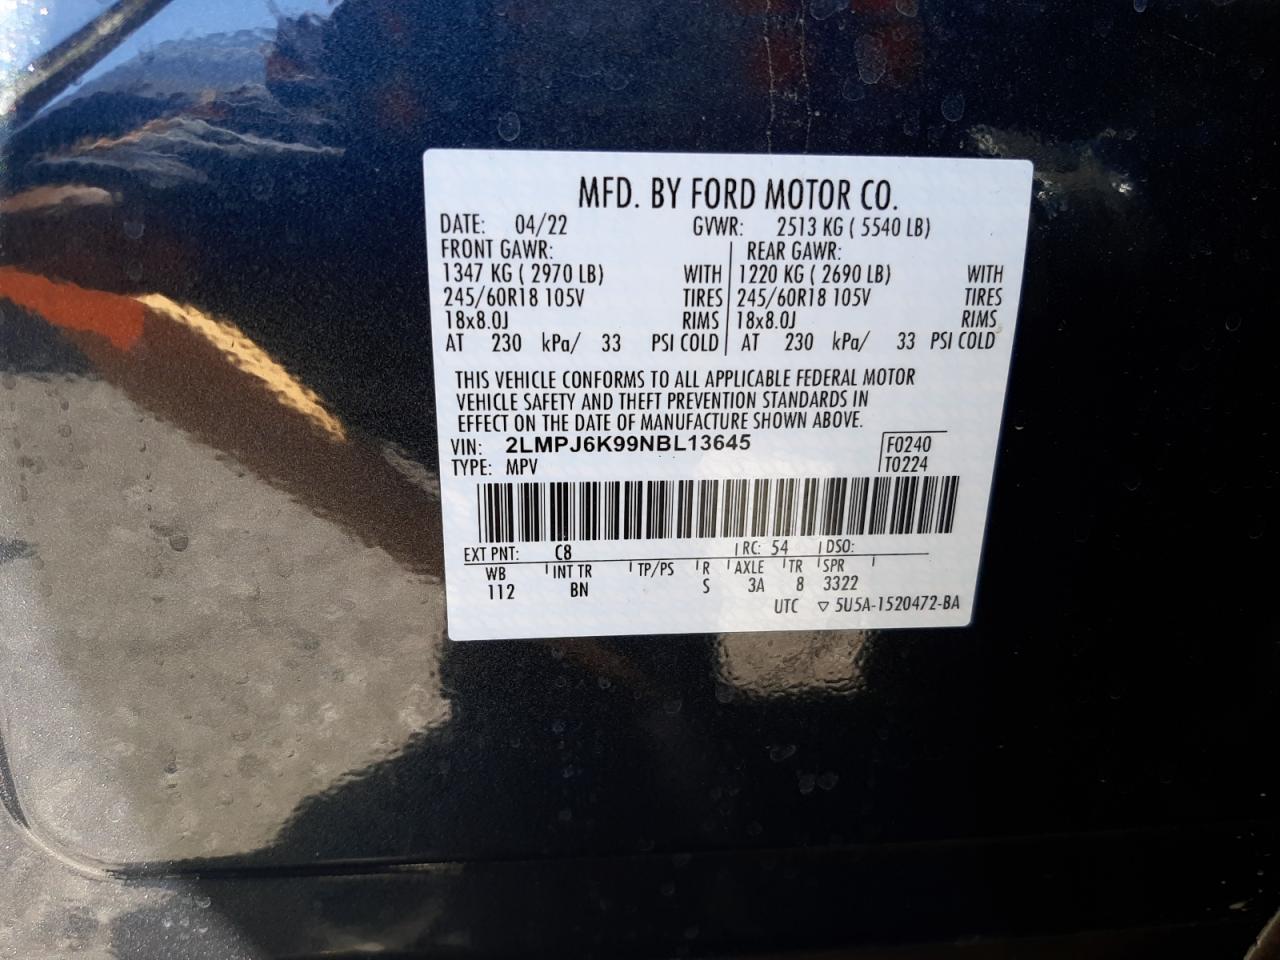 MFD. BY FORD MOTOR CO.
DATE: 04/22 GVWR: 2513 KG ( 5540 LB)
FRONT GAWR: REAR GAWR:
1347 KG ( 2970 LB) WITH 1220 KG ( 2690 LB) WITH
245/60R18 105V TIRES 245/60R18 105V TIRES
18x8.0J RIMS 18x8.0J RIMS
AT 230 kPa/ 33 PSI COLD AT 230 kPa/ 33 PSI COLD
THIS VEHICLE CONFORMS TO ALL APPLICABLE FEDERAL MOTOR
VEHICLE SAFETY AND THEFT PREVENTION STANDARDS IN
EFFECT ON THE DATE OF MANUFACTURE SHOWN ABOVE.
VIN: 2LMPJ6K99NBL13645 F0240
TYPE: MPV T0224
EXT PNT: C8 RC: 54 DSO:
WB INT TR TP/PS R AXLE TR SPR
112 BN S 3A 8 3322
UTC ▽ 5U5A-1520472-BA